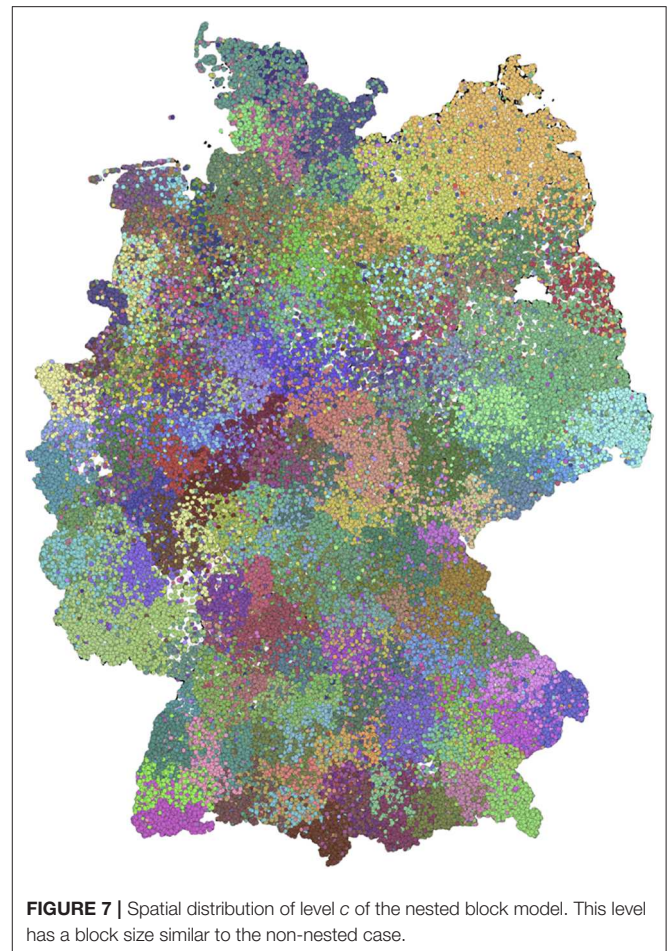 FIGURE 7 | Spatial distribution of level c of the nested block model. This level
has a block size similar to the non-nested case.